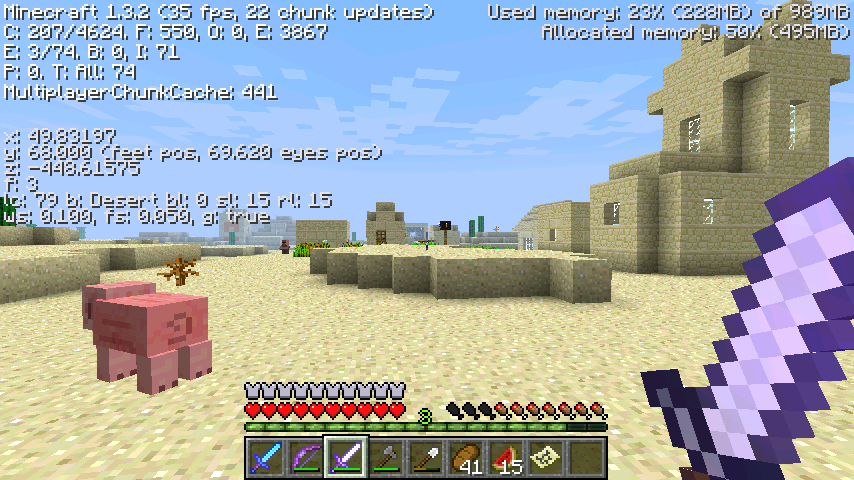 Minecraft 1.3.2 (35 fps, 22 chunk updates)
C: 207/4624, F: 550, O: 0, E: 3867
E: 3/74, B: 0, I: 71
P: 0, T: All: 74
MultiplayerChunkCache: 441
Used memory: 23% (228MB) of 989MB
Allocated memory: 50% (495MB)
x: 49.83197
y: 68.000 (feet pos, 69.620 eyes pos)
z: -448.61575
f: 3
lc: 79 b: Desert bl: 0 sl: 15 rl: 15
ws: 0.100, fs: 0.050, g: true
8
41
15